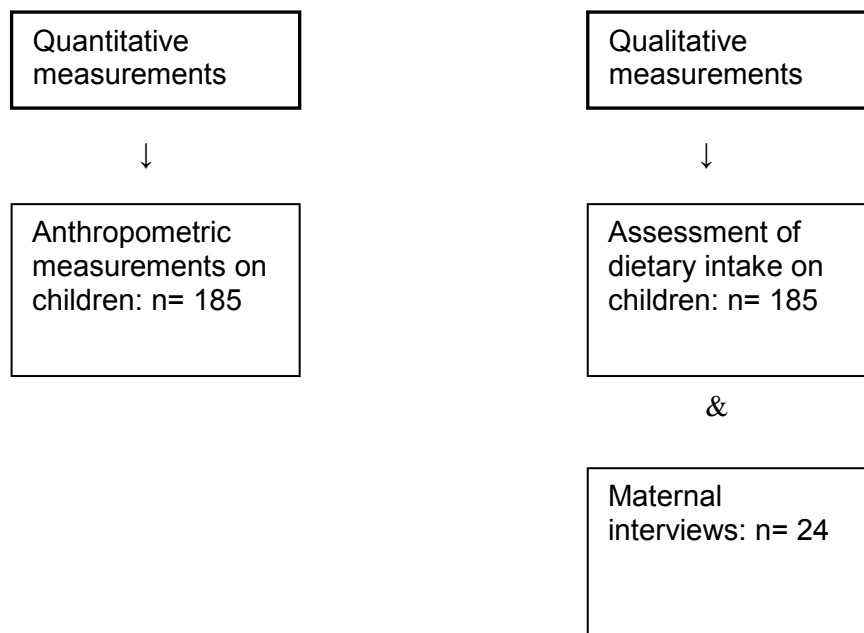 Quantitative
measurements
Qualitative
measurements
↓
↓
Anthropometric
measurements on
children: n= 185
Assessment of
dietary intake on
children: n= 185
&
Maternal
interviews: n= 24